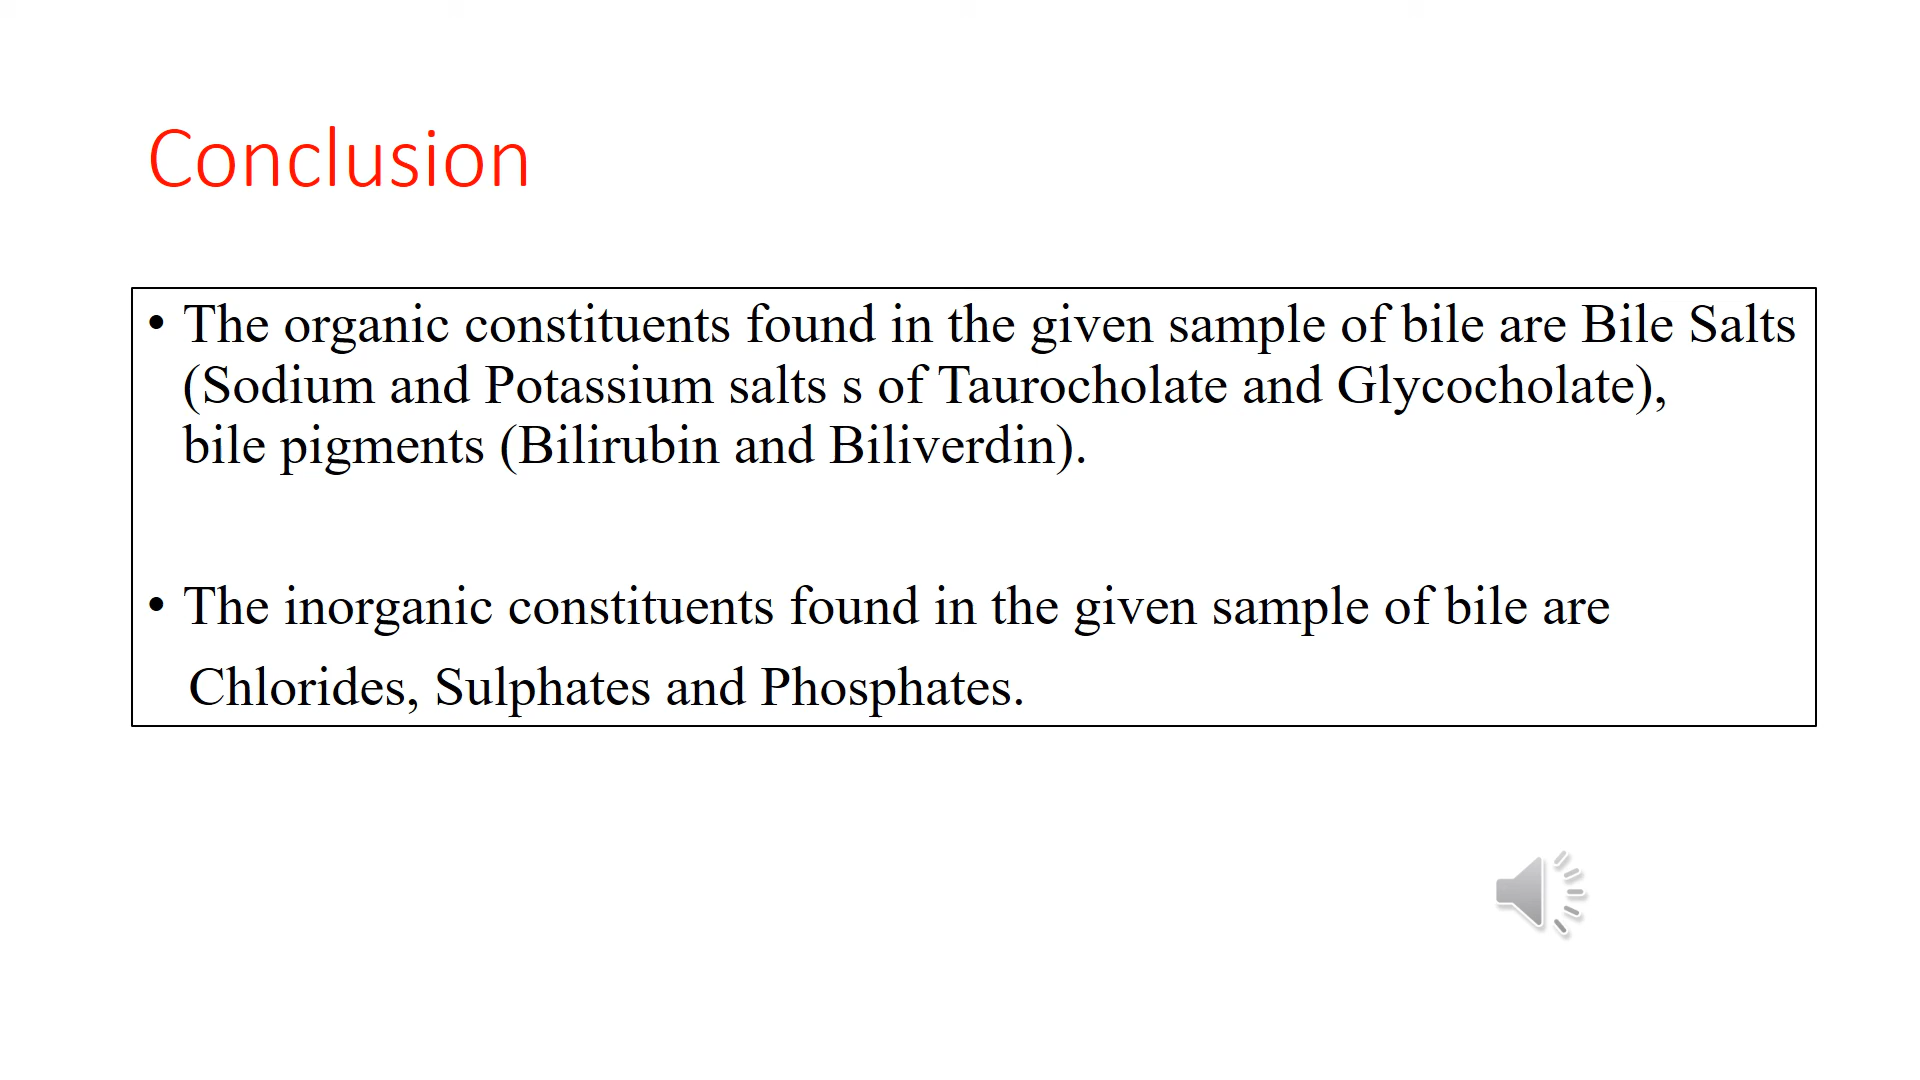 Conclusion
• The organic constituents found in the given sample of bile are Bile Salts
(Sodium and Potassium salts s of Taurocholate and Glycocholate),
bile pigments (Bilirubin and Biliverdin).
• The inorganic constituents found in the given sample of bile are
Chlorides, Sulphates and Phosphates.